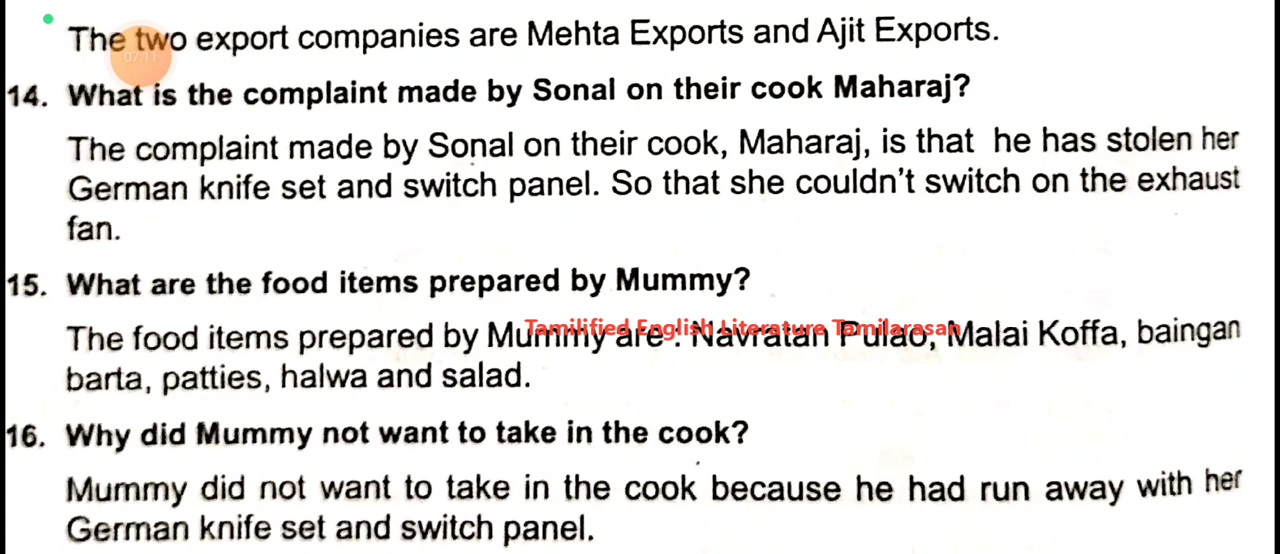 The two export companies are Mehta Exports and Ajit Exports.
07:11
14. What is the complaint made by Sonal on their cook Maharaj?
The complaint made by Sonal on their cook, Maharaj, is that he has stolen her
German knife set and switch panel. So that she couldn't switch on the exhaust
fan.
15. What are the food items prepared by Mummy?
Tamilified English Literature Tamilarasan
The food items prepared by Mummy are : Navratan Pulao, Malai Koffa, baingan
barta, patties, halwa and salad.
16. Why did Mummy not want to take in the cook?
Mummy did not want to take in the cook because he had run away with her
German knife set and switch panel.